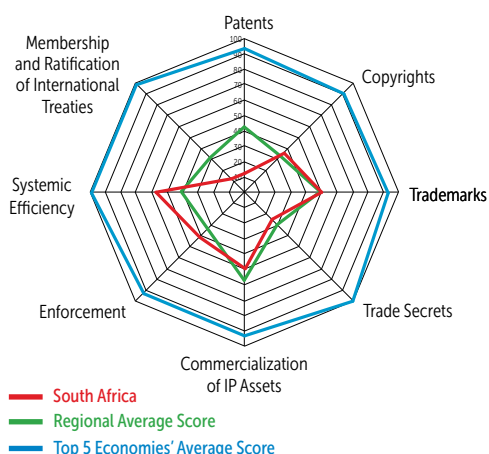 Patents
Membership
and Ratification
of International
Treaties
Copyrights
100
90
80
70
60
50
40
30
20
10
Systemic
Efficiency
Trademarks
Enforcement
Trade Secrets
Commercialization
of IP Assets
South Africa
Regional Average Score
Top 5 Economies' Average Score